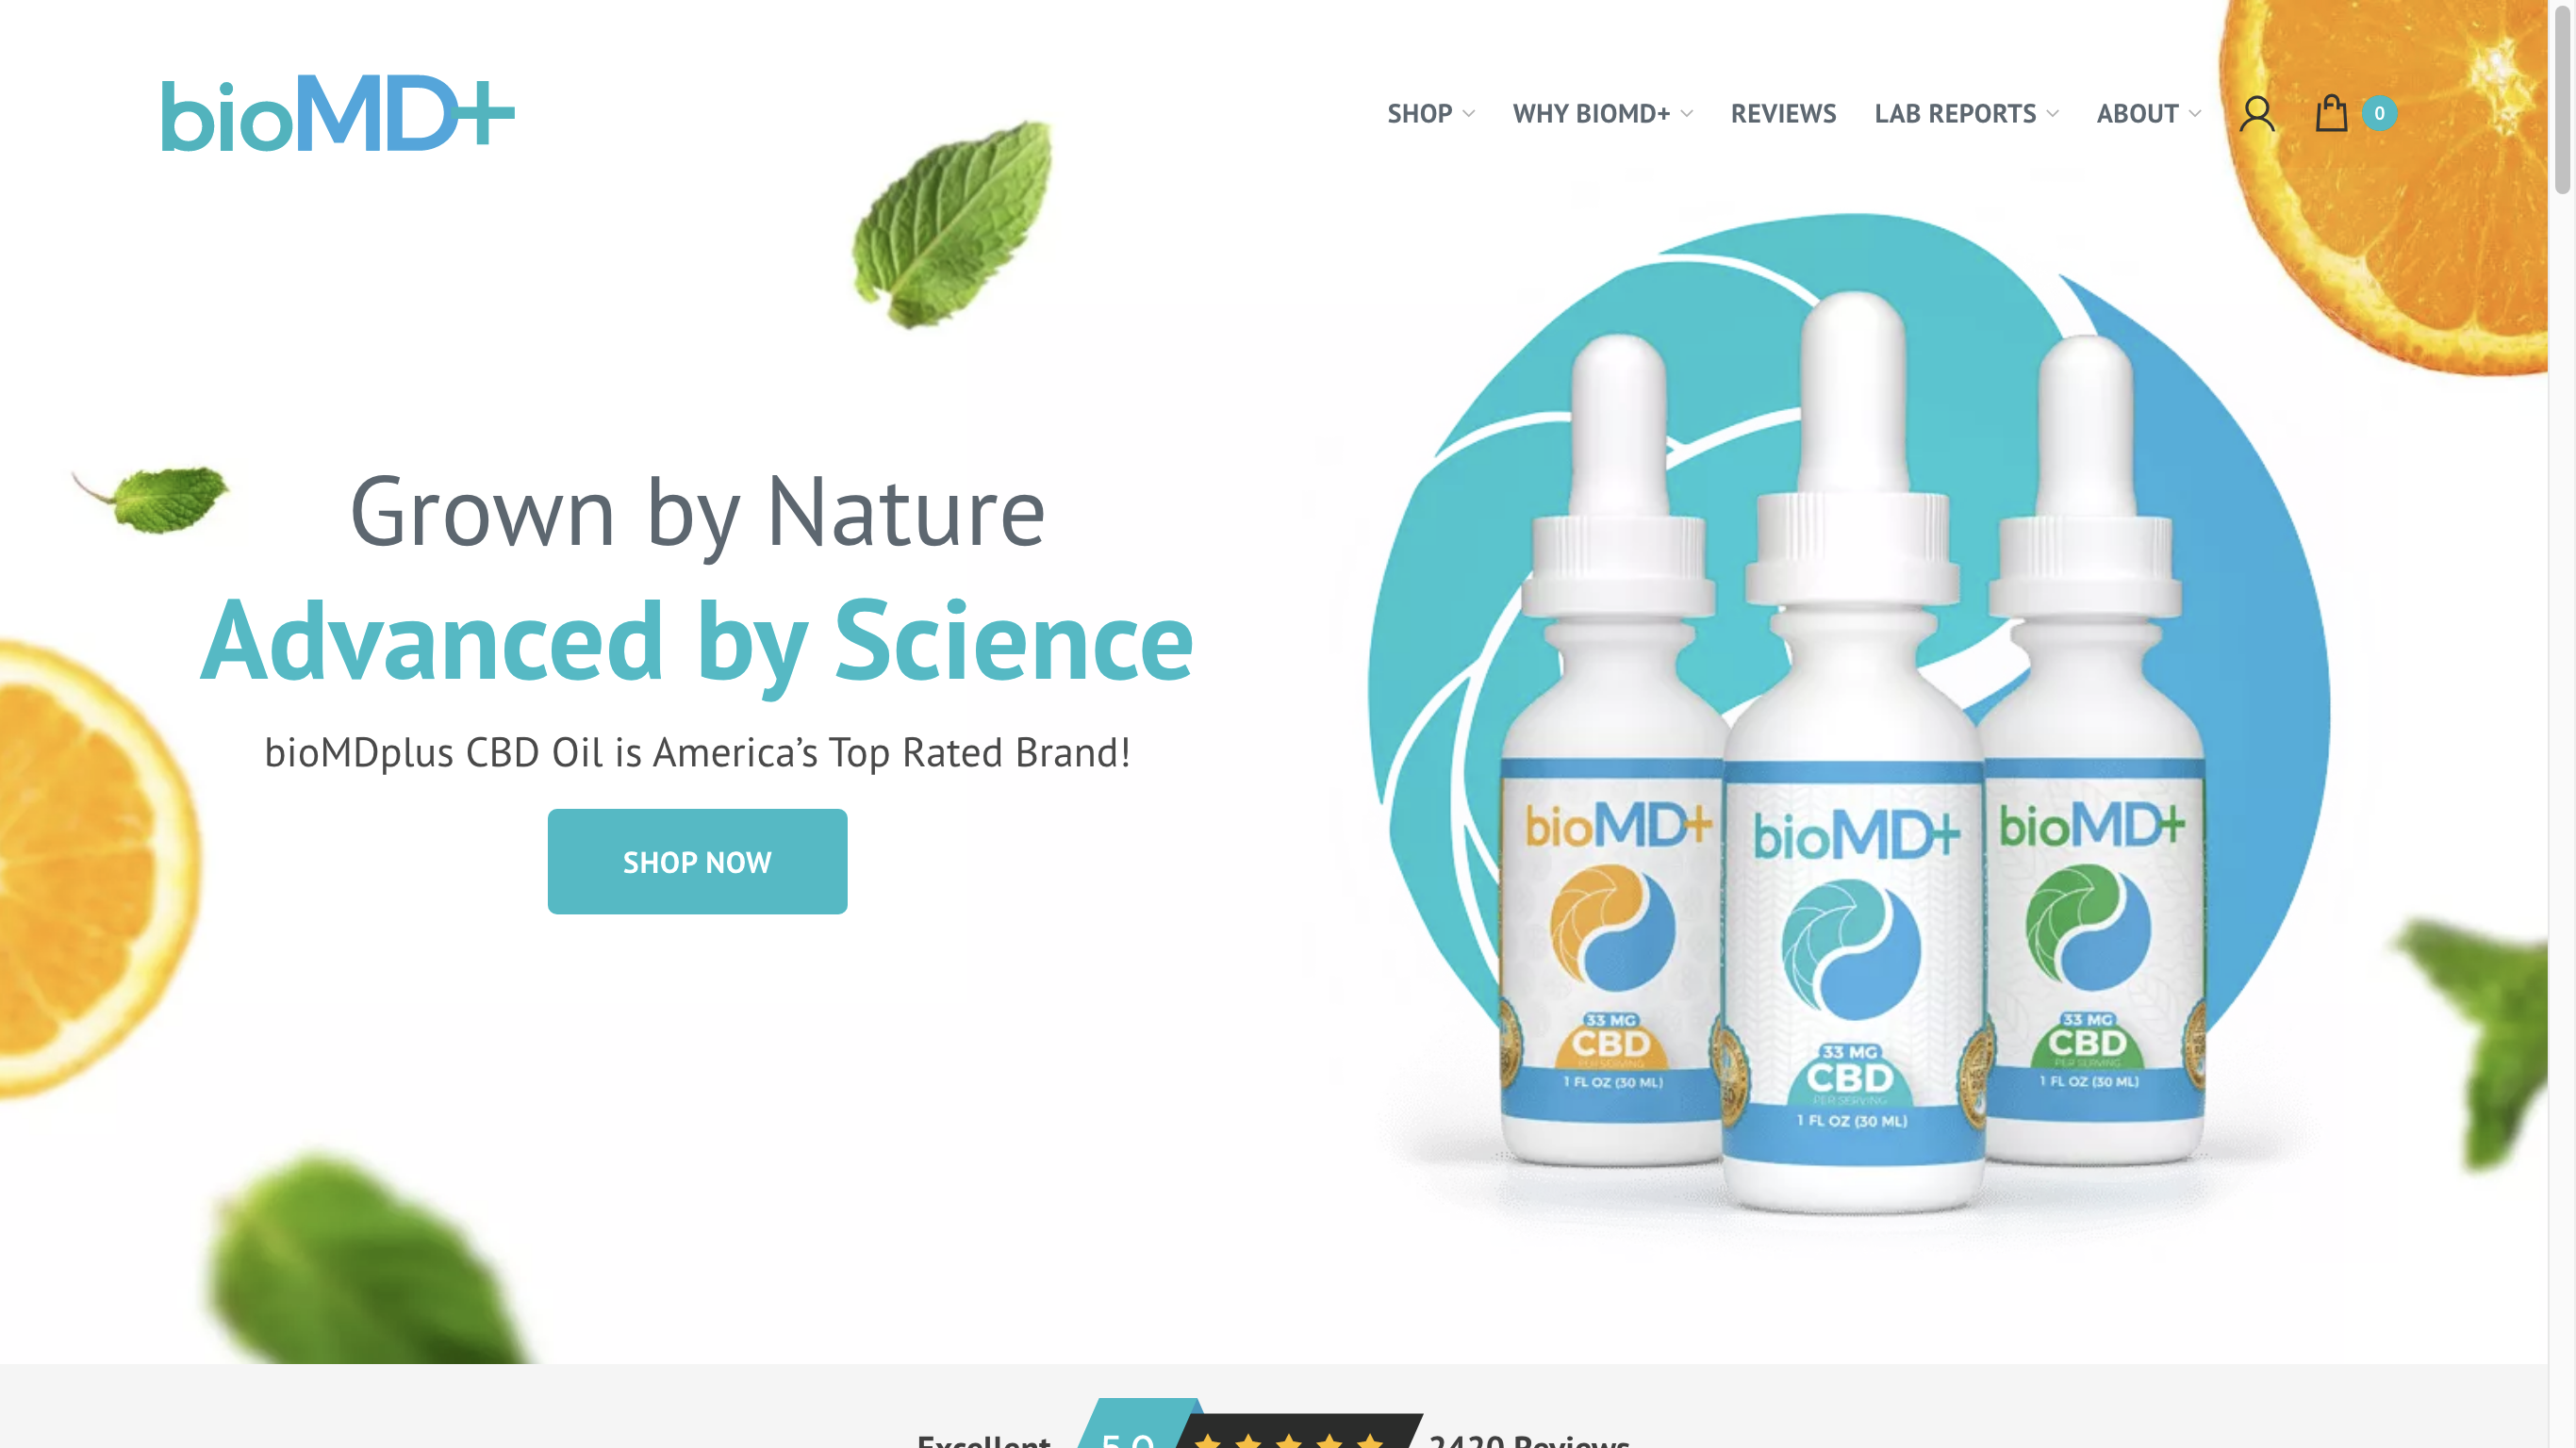 bioMD+
SHOP
WHY BIOMD+
REVIEWS
LAB REPORTS
ABOUT
0
Grown by Nature
Advanced by Science
bioMDplus CBD Oil is America’s Top Rated Brand!
SHOP NOW
bioMD+
33 MG
CBD
PER SERVING
1 FL OZ (30 ML)
bioMD+
33 MG
CBD
PER SERVING
1 FL OZ (30 ML)
bioMD+
33 MG
CBD
PER SERVING
1 FL OZ (30 ML)
Excellent 5.0 2420 Reviews